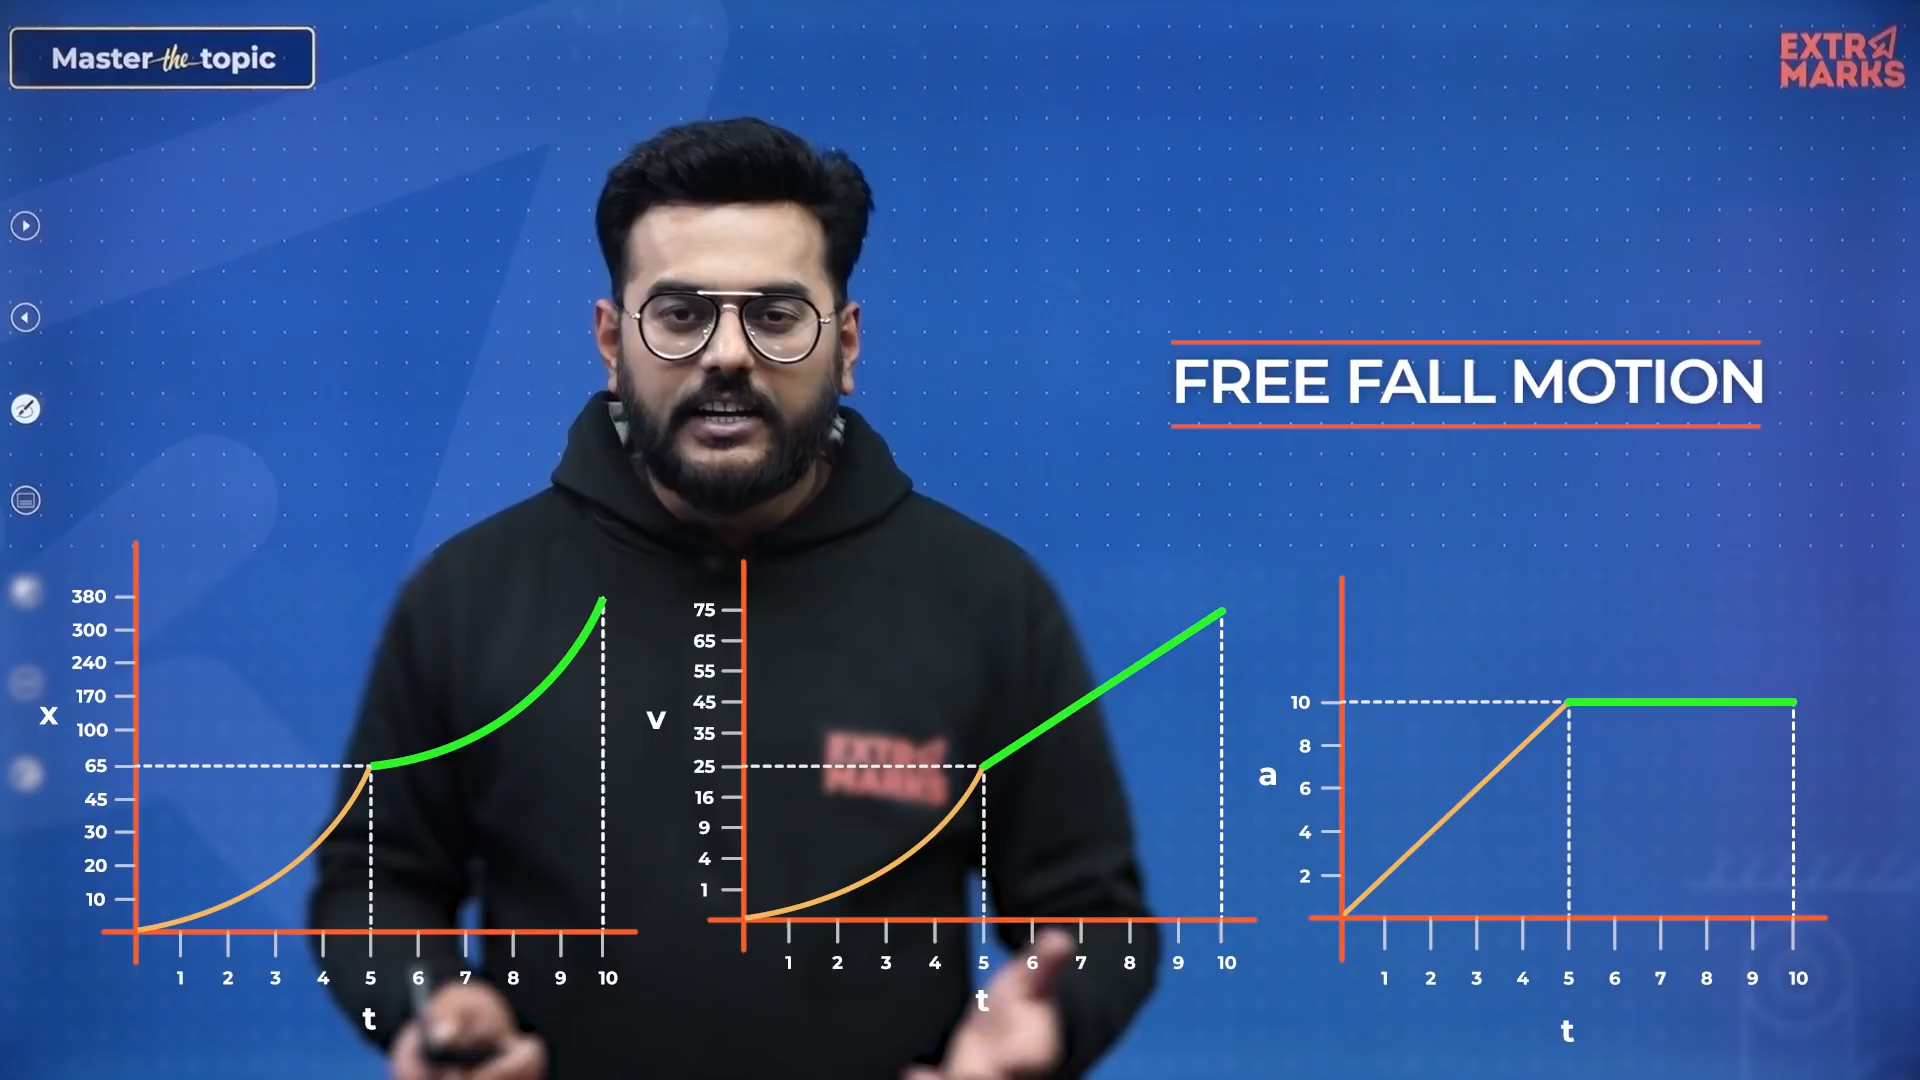 Master the topic
EXTRA
MARKS
FREE FALL MOTION
380
300
240
170
100
65
45
30
20
10
x
1 2 3 4 5 6 7 8 9 10
t
75
65
55
45
35
25
16
9
4
1
v
EXTRA
MARKS
1 2 3 4 5 6 7 8 9 10
t
10
8
6
4
2
a
1 2 3 4 5 6 7 8 9 10
t